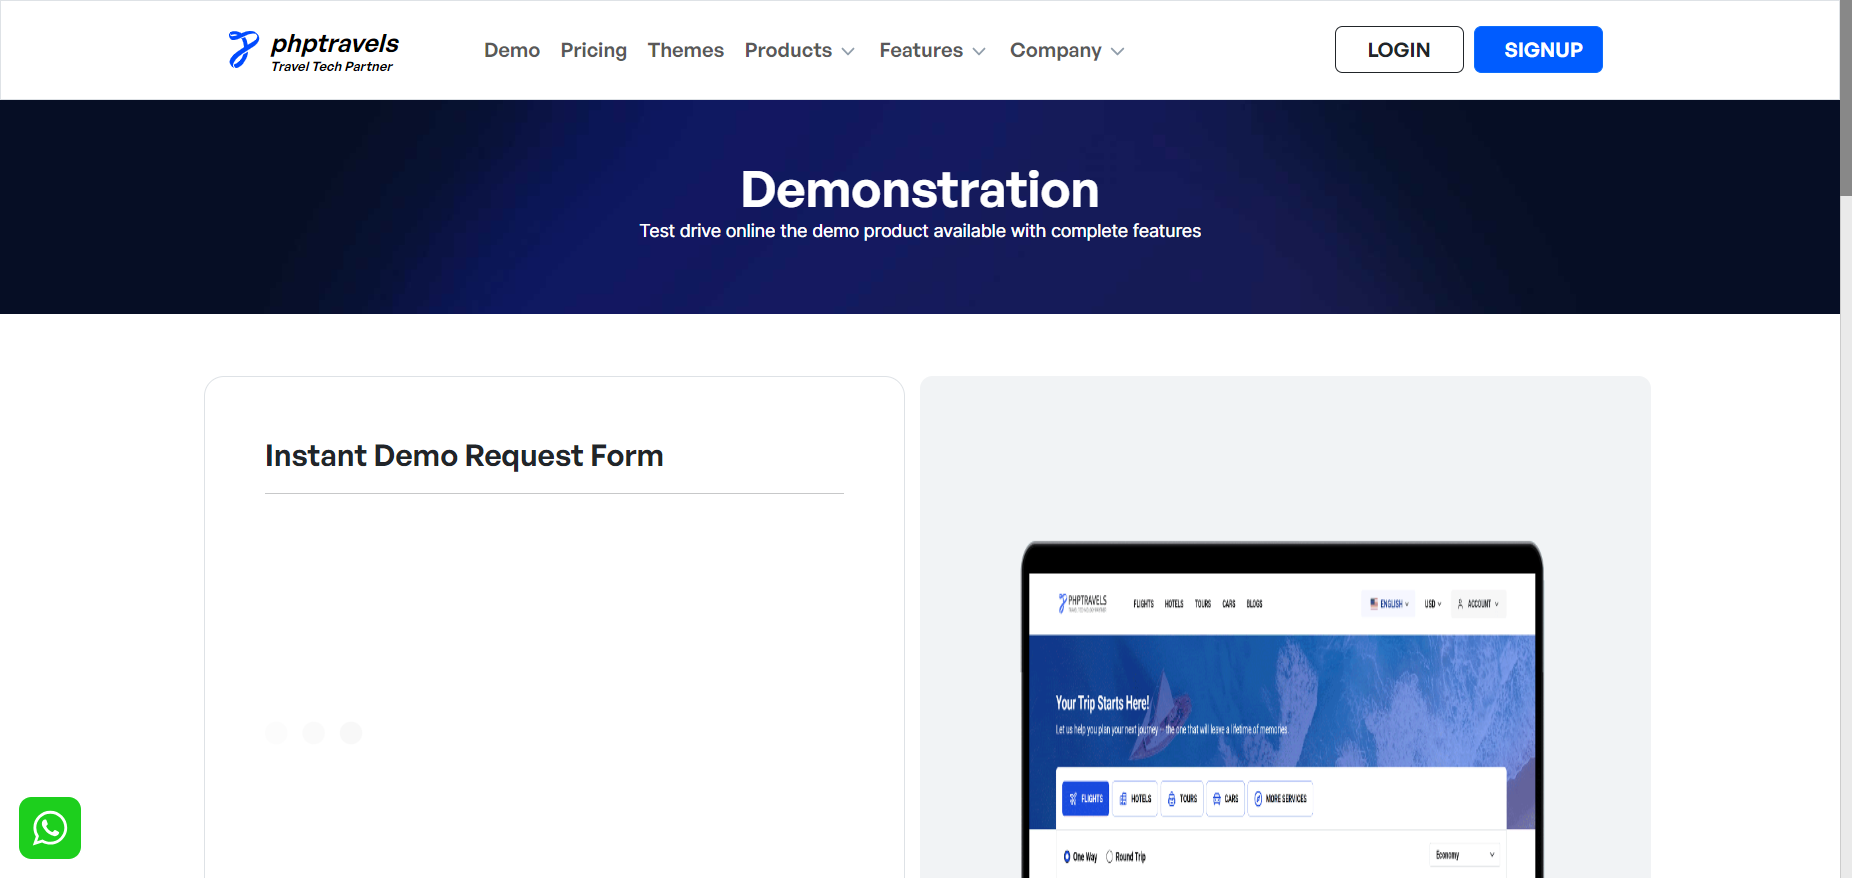 phptravels
Travel Tech Partner
Demo Pricing Themes Products Features Company
LOGIN SIGNUP
Demonstration
Test drive online the demo product available with complete features
Instant Demo Request Form
PHPTRAVELS
TRAVEL TECHNOLOGY PARTNER
FLIGHTS HOTELS TOURS CARS BLOGS
ENGLISH USD ACCOUNT
Your Trip Starts Here!
Let us help you plan your next journey – the one that will leave a lifetime of memories.
FLIGHTS HOTELS TOURS CARS MORE SERVICES
One Way Round Trip Economy